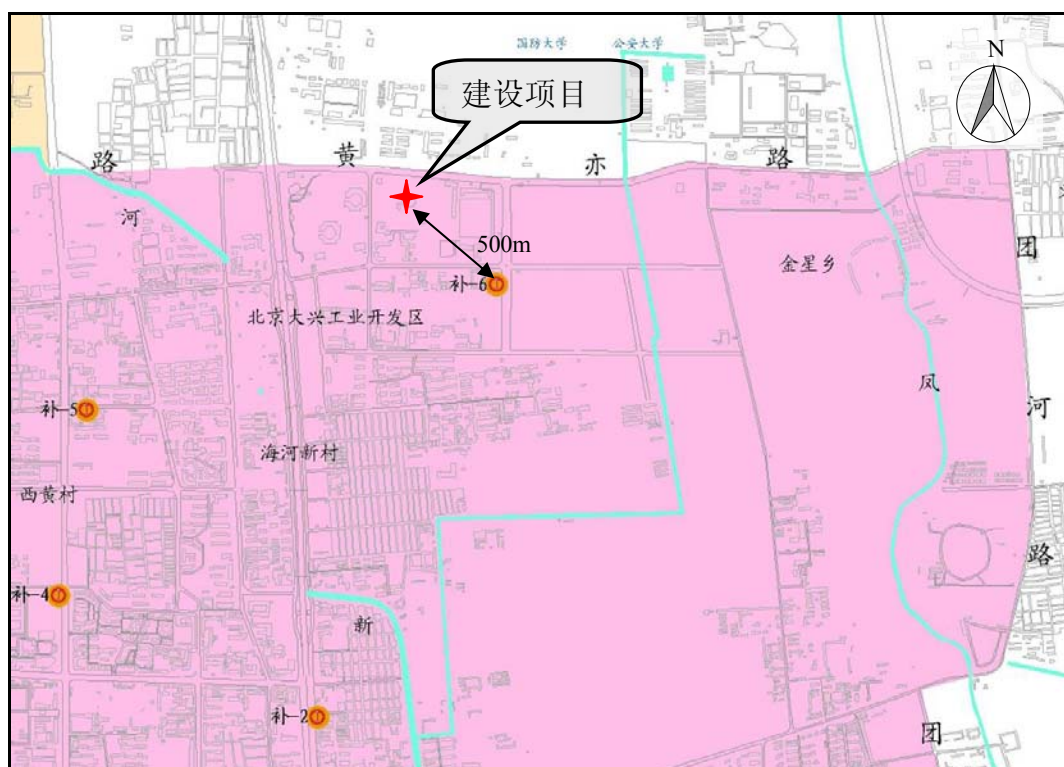 国防大学
公安大学
N
建设项目
路
黄
亦
路
河
团
500m
金星乡
补-6
北京大兴工业开发区
凤
补-5
河
海河新村
西黄村
路
补-4
新
补-2
团